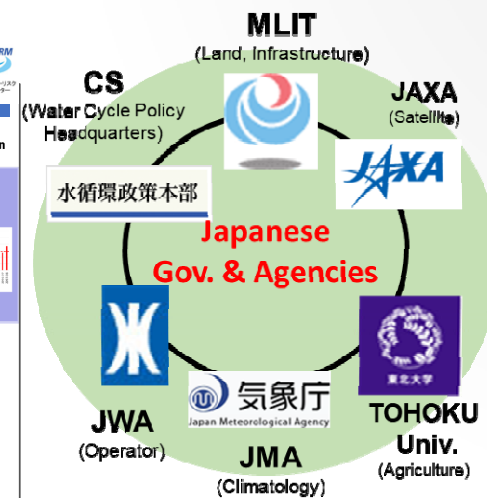 MLIT
(Land, Infrastructure)
CS
(Water Cycle Policy
Headquarters)
JAXA
(Satellite)
水循環政策本部
JAXA
Japanese
Gov. & Agencies
JWA
(Operator)
気象庁
Japan Meteorological Agency
JMA
(Climatology)
東北大学
TOHOKU
Univ.
(Agriculture)